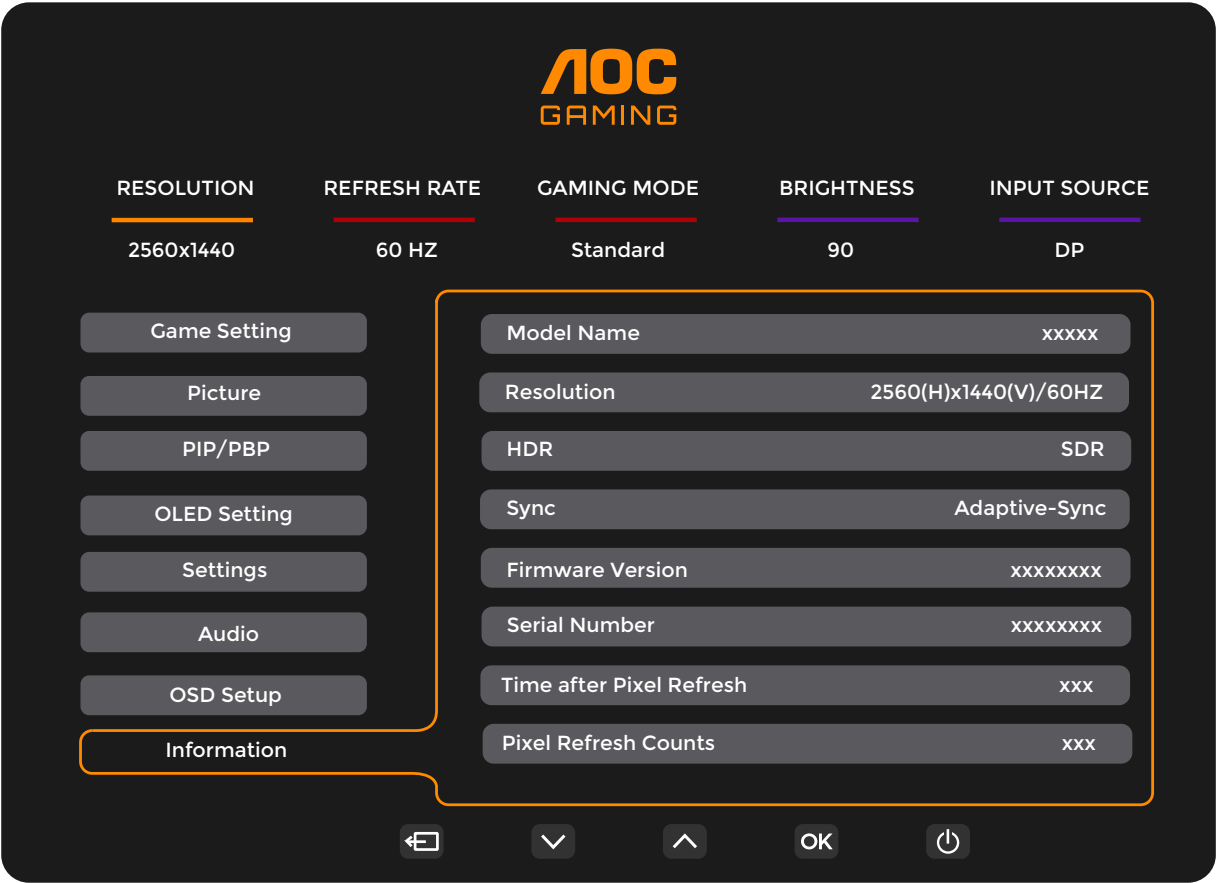 AOC
GAMING
RESOLUTION REFRESH RATE GAMING MODE BRIGHTNESS INPUT SOURCE
2560x1440 60 HZ Standard 90 DP
Game Setting
Picture
PIP/PBP
OLED Setting
Settings
Audio
OSD Setup
Information
Model Name xxxxx
Resolution 2560(H)x1440(V)/60HZ
HDR SDR
Sync Adaptive-Sync
Firmware Version xxxxxxxx
Serial Number xxxxxxxx
Time after Pixel Refresh xxx
Pixel Refresh Counts xxx
OK